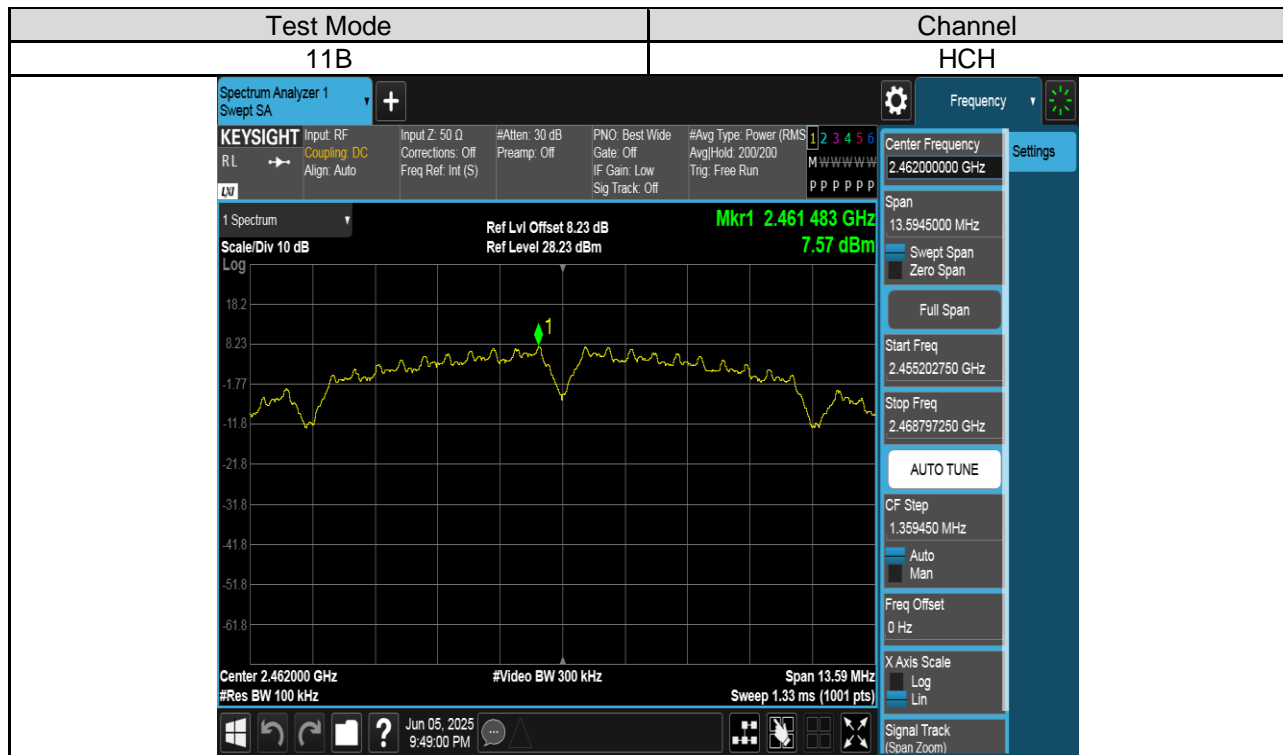 Test Mode Channel
11B HCH
Spectrum Analyzer 1
Swept SA
+
Frequency
KEYSIGHT Input: RF Input Z: 50 Ω #Atten: 30 dB PNO: Best Wide #Avg Type: Power (RMS 1 2 3 4 5 6
RL Coupling: DC Corrections: Off Preamp: Off Gate: Off Avg|Hold: 200/200 M W W W W W
Align: Auto Freq Ref: Int (S) IF Gain: Low Trig: Free Run
LXI Sig Track: Off P P P P P P
1 Spectrum
Ref Lvl Offset 8.23 dB
Mkr1 2.461 483 GHz
Scale/Div 10 dB Ref Level 28.23 dBm 7.57 dBm
Log
18.2
8.23
-1.77
-11.8
-21.8
-31.8
-41.8
-51.8
-61.8
1
Center 2.462000 GHz #Video BW 300 kHz Span 13.59 MHz
#Res BW 100 kHz Sweep 1.33 ms (1001 pts)
Center Frequency
2.462000000 GHz
Settings
Span
13.5945000 MHz
Swept Span
Zero Span
Full Span
Start Freq
2.455202750 GHz
Stop Freq
2.468797250 GHz
AUTO TUNE
CF Step
1.359450 MHz
Auto
Man
Freq Offset
0 Hz
X Axis Scale
Log
Lin
Signal Track
(Span Zoom)
? Jun 05, 2025
9:49:00 PM